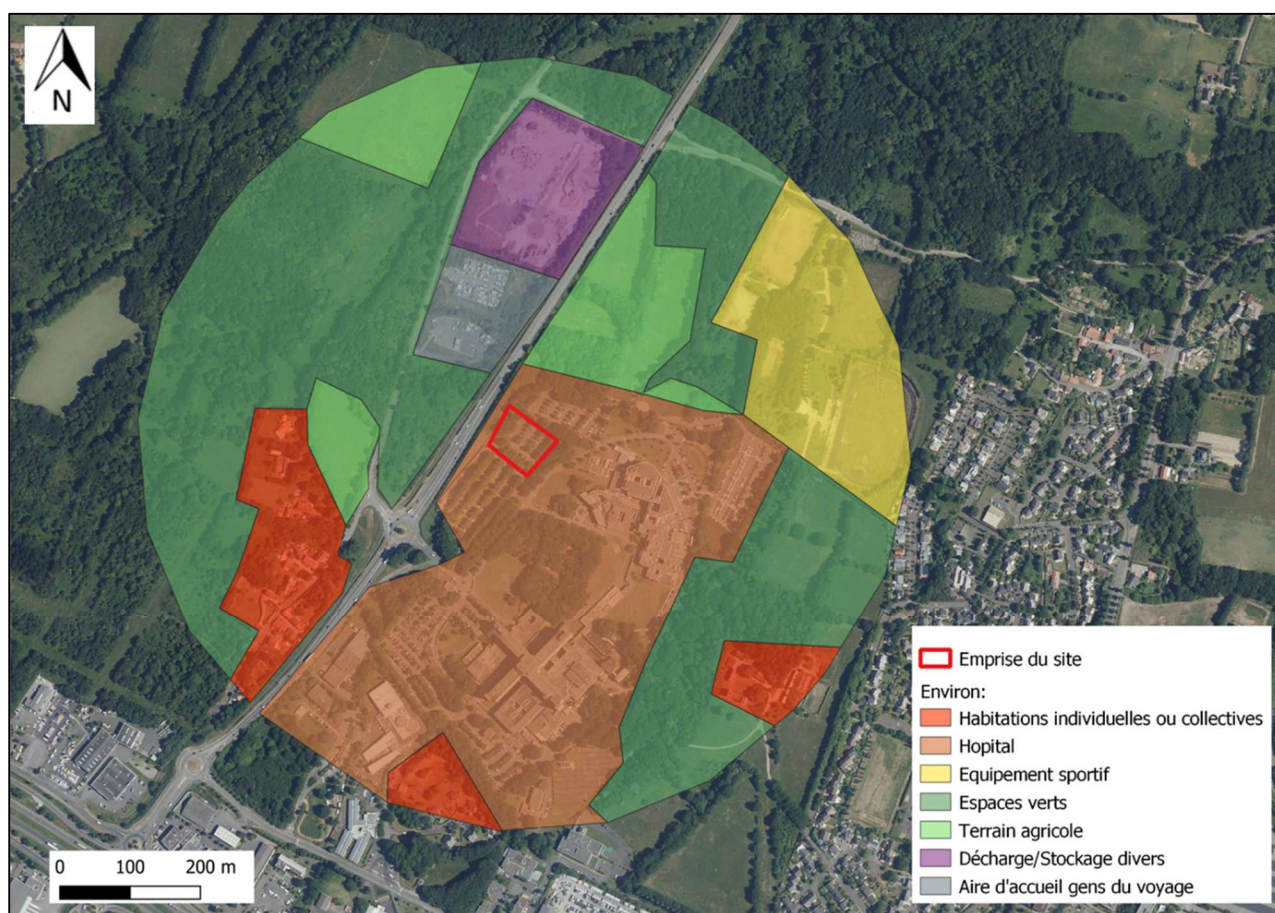 N
Emprise du site
Environ:
Habitations individuelles ou collectives
Hopital
Equipement sportif
Espaces verts
Terrain agricole
Décharge/Stockage divers
Aire d'accueil gens du voyage
0 100 200 m